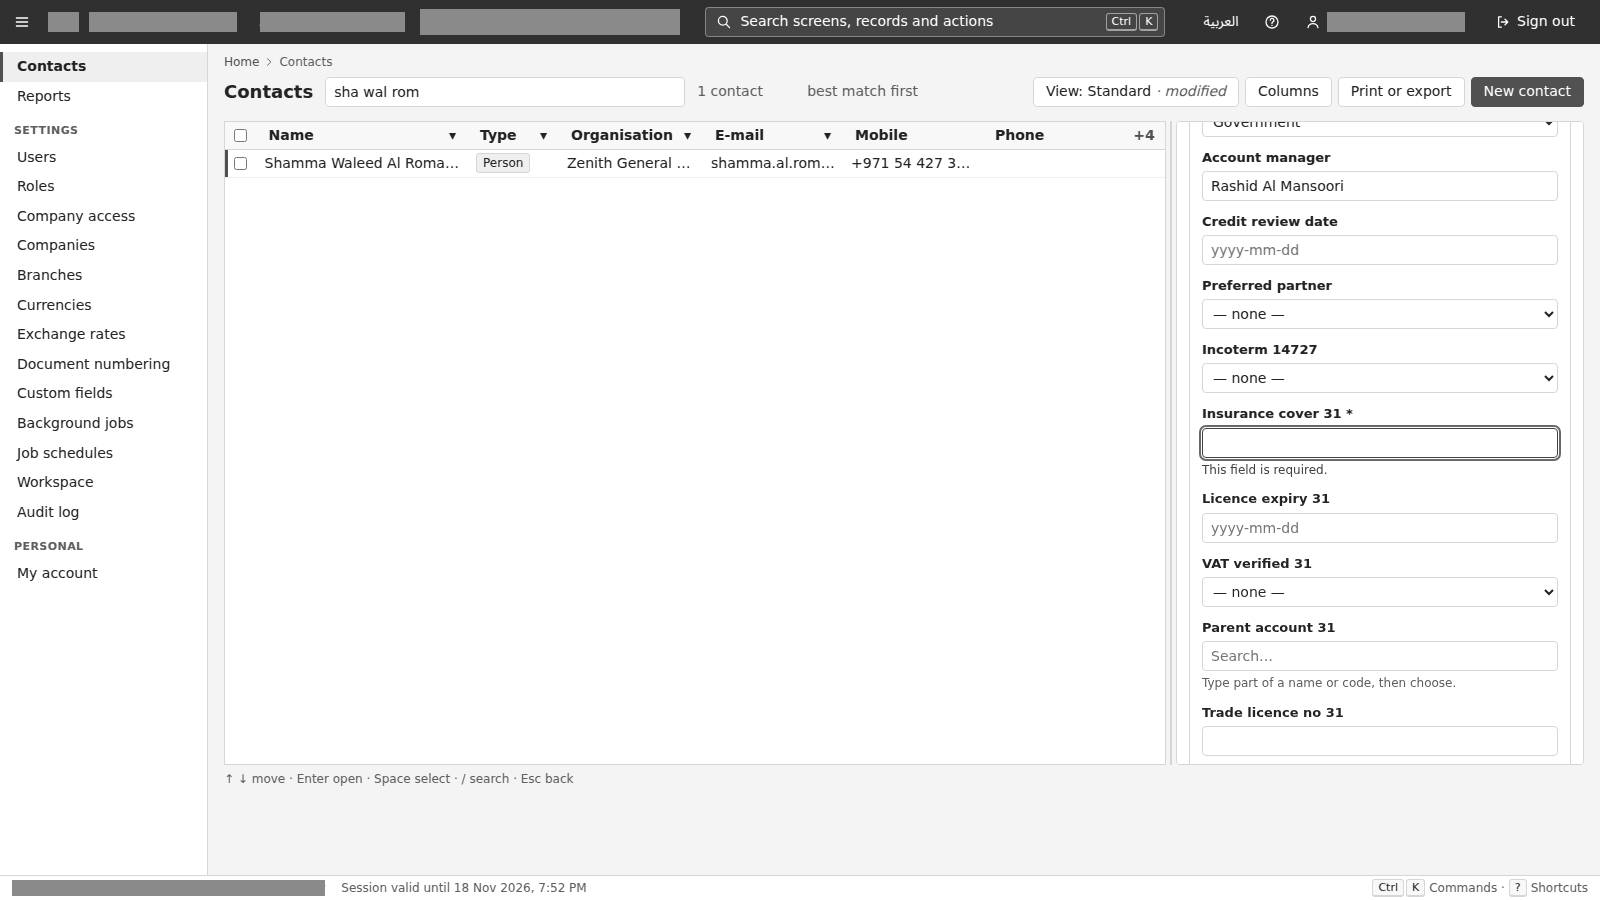 Search screens, records and actions
Ctrl K
العربية
Sign out
Contacts
Reports
SETTINGS
Users
Roles
Company access
Companies
Branches
Currencies
Exchange rates
Document numbering
Custom fields
Background jobs
Job schedules
Workspace
Audit log
PERSONAL
My account
Home > Contacts
Contacts
sha wal rom
1 contact
best match first
View: Standard · modified
Columns
Print or export
New contact
Name ▼ Type ▼ Organisation ▼ E-mail ▼ Mobile Phone +4
Shamma Waleed Al Roma… Person Zenith General … shamma.al.rom… +971 54 427 3…
↑ ↓ move · Enter open · Space select · / search · Esc back
Government
Account manager
Rashid Al Mansoori
Credit review date
yyyy-mm-dd
Preferred partner
— none —
Incoterm 14727
— none —
Insurance cover 31 *
This field is required.
Licence expiry 31
yyyy-mm-dd
VAT verified 31
— none —
Parent account 31
Search…
Type part of a name or code, then choose.
Trade licence no 31
Session valid until 18 Nov 2026, 7:52 PM
Ctrl K Commands · ? Shortcuts